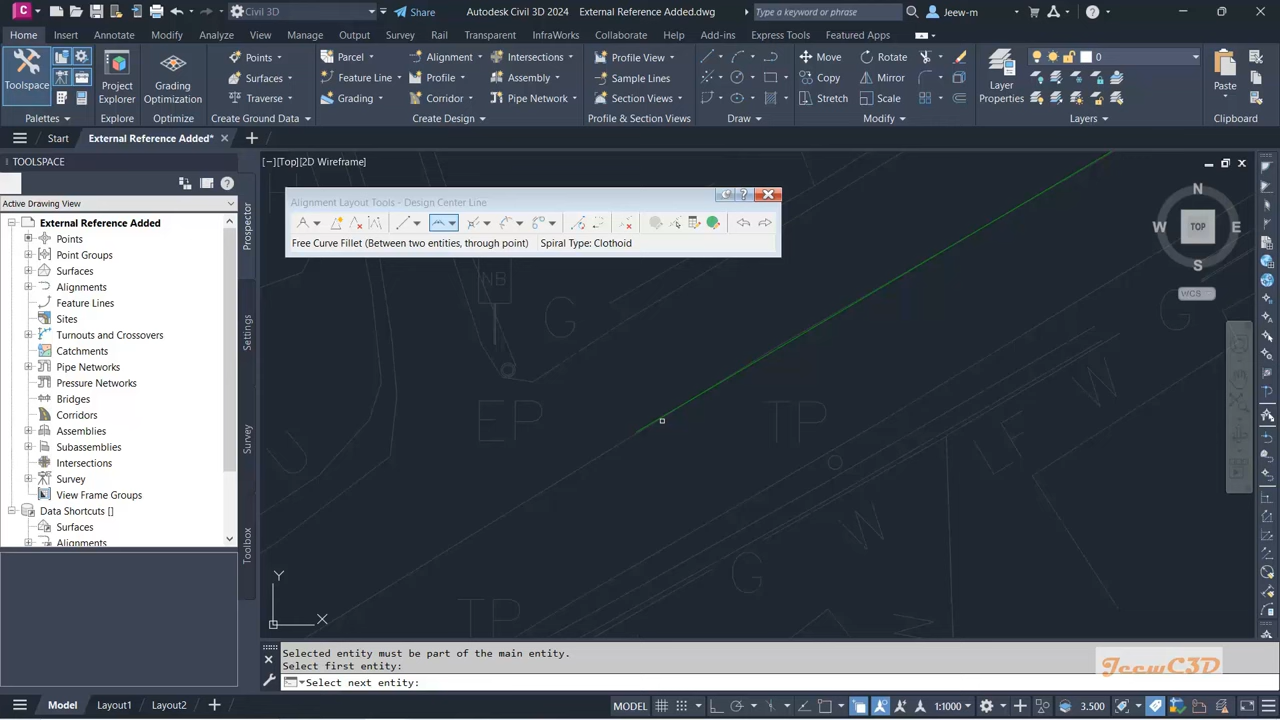 Civil 3D
Share
Autodesk Civil 3D 2024
External Reference Added.dwg
Type a keyword or phrase
Jeew-m
Home
Insert
Annotate
Modify
Analyze
View
Manage
Output
Survey
Rail
Transparent
InfraWorks
Collaborate
Help
Add-ins
Express Tools
Featured Apps
Toolspace
Palettes
Project
Explorer
Explore
Grading
Optimization
Optimize
Points
Surfaces
Traverse
Create Ground Data
Parcel
Feature Line
Grading
Alignment
Profile
Corridor
Intersections
Assembly
Pipe Network
Create Design
Profile View
Sample Lines
Section Views
Profile & Section Views
Draw
Move
Rotate
Copy
Mirror
Stretch
Scale
Modify
Layer
Properties
0
Layers
Paste
Clipboard
Start
External Reference Added*
TOOLSPACE
[−][Top][2D Wireframe]
Active Drawing View
External Reference Added
Points
Point Groups
Surfaces
Alignments
Feature Lines
Sites
Turnouts and Crossovers
Catchments
Pipe Networks
Pressure Networks
Bridges
Corridors
Assemblies
Subassemblies
Intersections
Survey
View Frame Groups
Data Shortcuts []
Surfaces
Alignments
Prospector
Settings
Survey
Toolbox
Alignment Layout Tools - Design Center Line
Free Curve Fillet (Between two entities, through point)
Spiral Type: Clothoid
N
W
TOP
E
S
WCS
NB
G
EP
TP
G
W
U
LF
W
G
TP
W
Y
X
Selected entity must be part of the main entity.
Select first entity:
Select next entity:
JeewC3D
Model
Layout1
Layout2
MODEL
1:1000
3.500